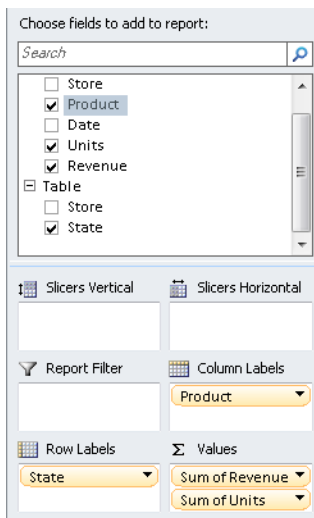 Choose fields to add to report:
Search
Store
Product
Date
Units
Revenue
Table
Store
State
Slicers Vertical
Slicers Horizontal
Report Filter
Column Labels
Product
Row Labels
Σ Values
State
Sum of Revenue
Sum of Units